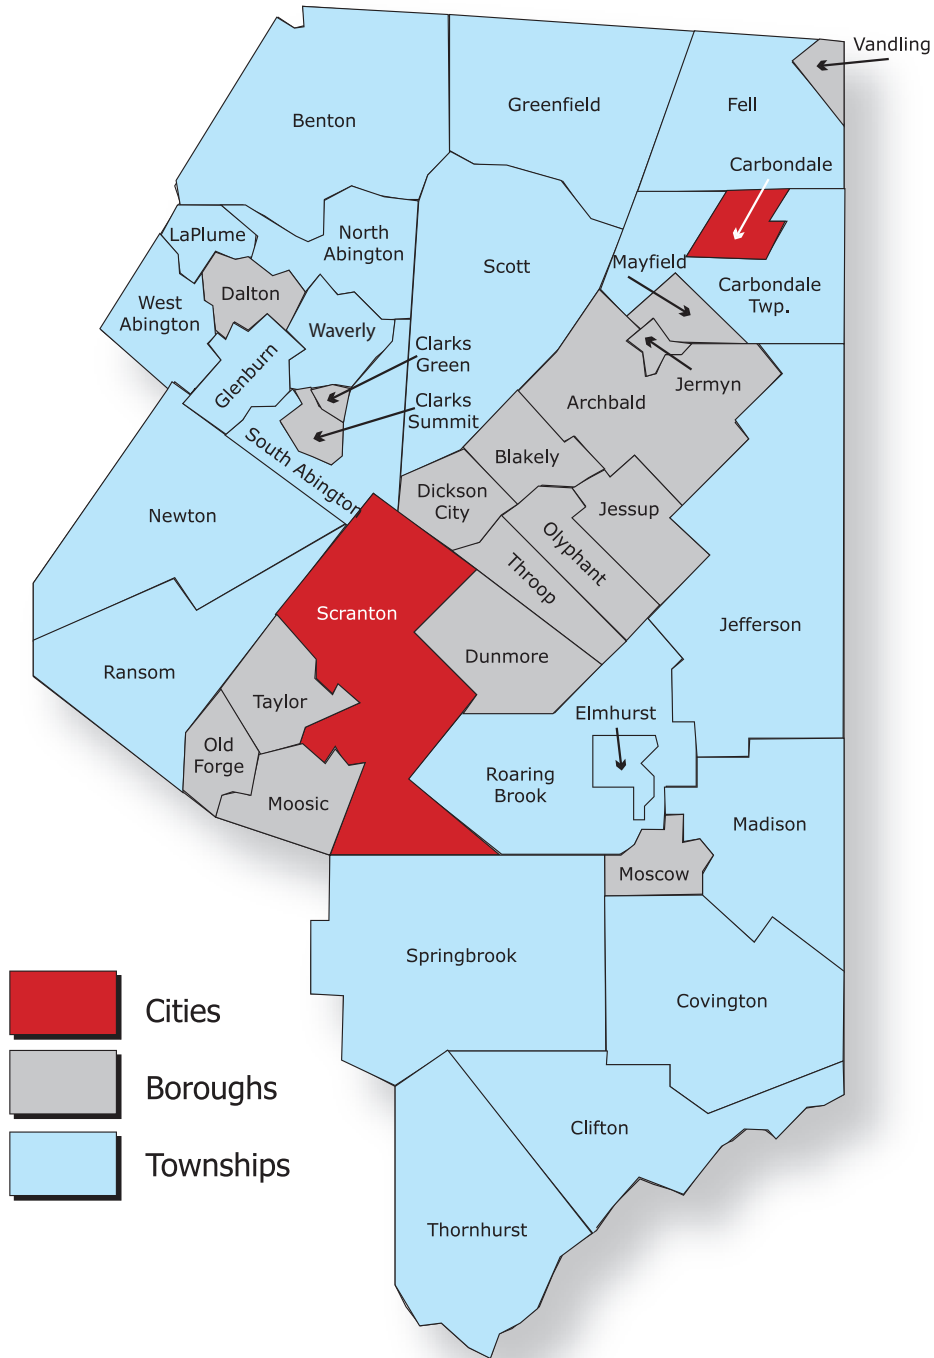 Vandling
Greenfield
Fell
Benton
Carbondale
LaPlume
North
Abington
Scott
Mayfield
Carbondale
Twp.
Dalton
West
Abington
Waverly
Clarks
Green
Glenburn
Jermyn
Clarks
Summit
Archbald
South Abington
Blakely
Dickson
City
Jessup
Newton
Olyphant
Throop
Scranton
Jefferson
Dunmore
Ransom
Taylor
Elmhurst
Old
Forge
Roaring
Brook
Moosic
Madison
Moscow
Springbrook
Covington
Cities
Boroughs
Clifton
Townships
Thornhurst